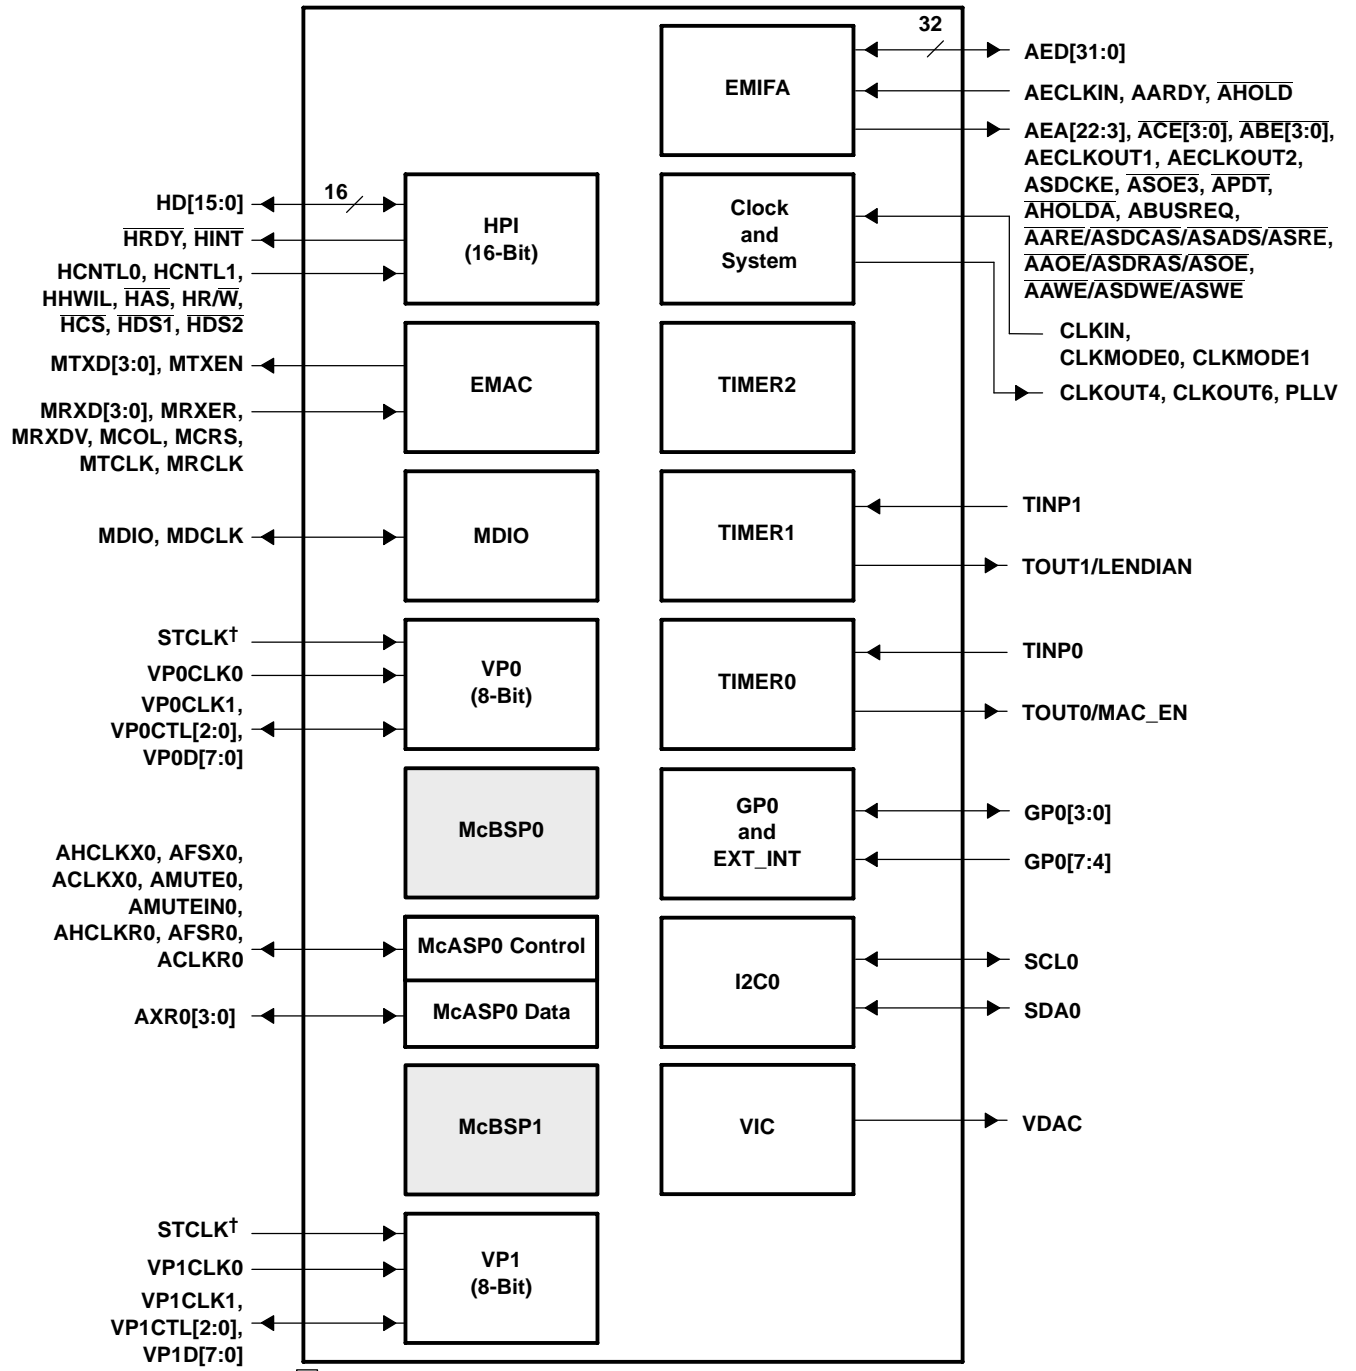 32
AED[31:0]
EMIFA
AECLKIN, AARDY, AHOLD
AEA[22:3], ACE[3:0], ABE[3:0],
AECLKOUT1, AECLKOUT2,
ASDCKE, ASOE3, APDT,
AHOLDA, ABUSREQ,
AARE/ASDCAS/ASADS/ASRE,
AAOE/ASDRAS/ASOE,
AAWE/ASDWE/ASWE
HD[15:0]
16
HRDY, HINT
HCNTL0, HCNTL1,
HHWIL, HAS, HR/W,
HCS, HDS1, HDS2
HPI
(16-Bit)
Clock
and
System
CLKIN,
CLKMODE0, CLKMODE1
CLKOUT4, CLKOUT6, PLLV
MTXD[3:0], MTXEN
MRXD[3:0], MRXER,
MRXDV, MCOL, MCRS,
MTCLK, MRCLK
EMAC
TIMER2
MDIO, MDCLK
MDIO
TIMER1
TINP1
TOUT1/LENDIAN
STCLK†
VP0CLK0
VP0CLK1,
VP0CTL[2:0],
VP0D[7:0]
VP0
(8-Bit)
TIMER0
TINP0
TOUT0/MAC_EN
McBSP0
GP0
and
EXT_INT
GP0[3:0]
GP0[7:4]
AHCLKX0, AFSX0,
ACLKX0, AMUTE0,
AMUTEIN0,
AHCLKR0, AFSR0,
ACLKR0
McASP0 Control
AXR0[3:0]
McASP0 Data
I2C0
SCL0
SDA0
McBSP1
VIC
VDAC
STCLK†
VP1CLK0
VP1CLK1,
VP1CTL[2:0],
VP1D[7:0]
VP1
(8-Bit)